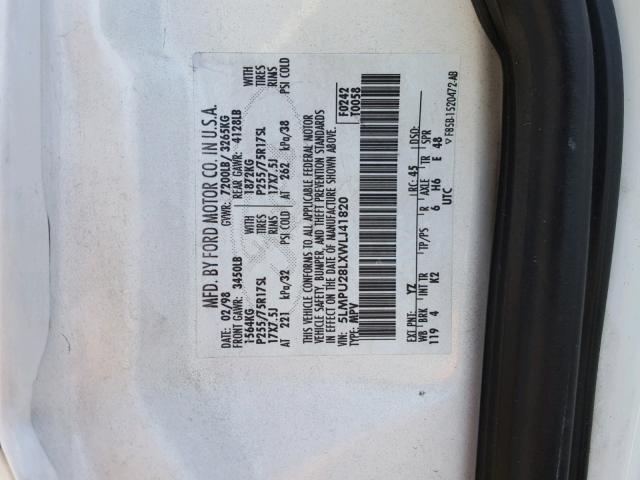 MFD. BY FORD MOTOR CO. IN U.S.A.
DATE: 02/98 GVWR: 7200LB/ 3265KG
FRONT GAWR: 3450LB REAR GAWR: 4128LB
1564KG WITH 1872KG WITH
P255/75R17SL TIRES P255/75R17SL TIRES
17X7.5J RIMS 17X7.5J RIMS
AT 221 kPa/32 PSI COLD AT 262 kPa/38 PSI COLD
THIS VEHICLE CONFORMS TO ALL APPLICABLE FEDERAL MOTOR
VEHICLE SAFETY, BUMPER, AND THEFT PREVENTION STANDARDS
IN EFFECT ON THE DATE OF MANUFACTURE SHOWN ABOVE.
VIN: 5LMPU28LXWLJ41820 F0242
TYPE: MPV T0058
EXT PNT: YZ RC: 45 DSO:
WB BRK INT TR TP/PS R AXLE TR SPR
119 4 K2 6 H6 E 48
UTC
▽ F85B-1520472-AB